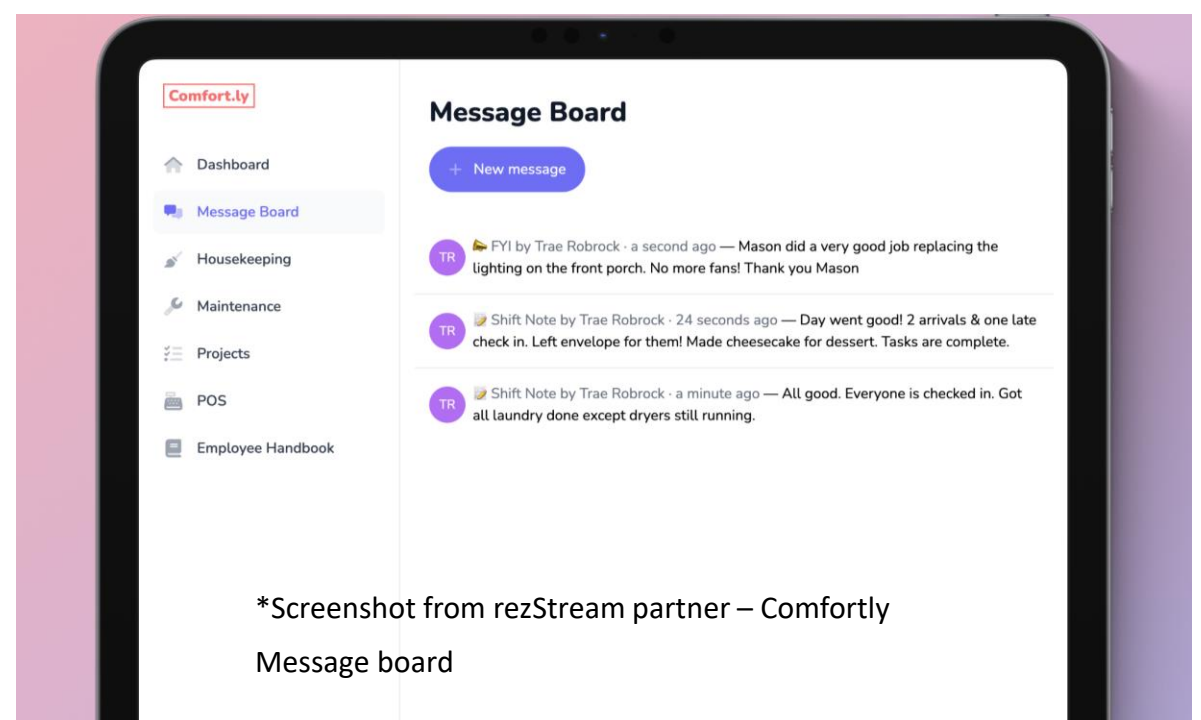 Comfort.ly
Dashboard
Message Board
Housekeeping
Maintenance
Projects
POS
Employee Handbook
Message Board
+ New message
TR
FYI by Trae Robrock · a second ago — Mason did a very good job replacing the
lighting on the front porch. No more fans! Thank you Mason
TR
Shift Note by Trae Robrock · 24 seconds ago — Day went good! 2 arrivals & one late
check in. Left envelope for them! Made cheesecake for dessert. Tasks are complete.
TR
Shift Note by Trae Robrock · a minute ago — All good. Everyone is checked in. Got
all laundry done except dryers still running.
*Screenshot from rezStream partner – Comfortly
Message board